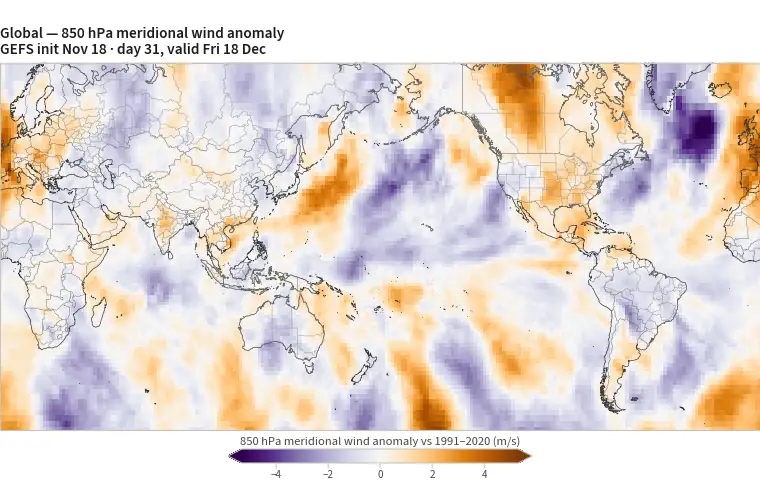 Global — 850 hPa meridional wind anomaly
GEFS init Nov 18 · day 31, valid Fri 18 Dec
850 hPa meridional wind anomaly vs 1991–2020 (m/s)
−4 −2 0 2 4